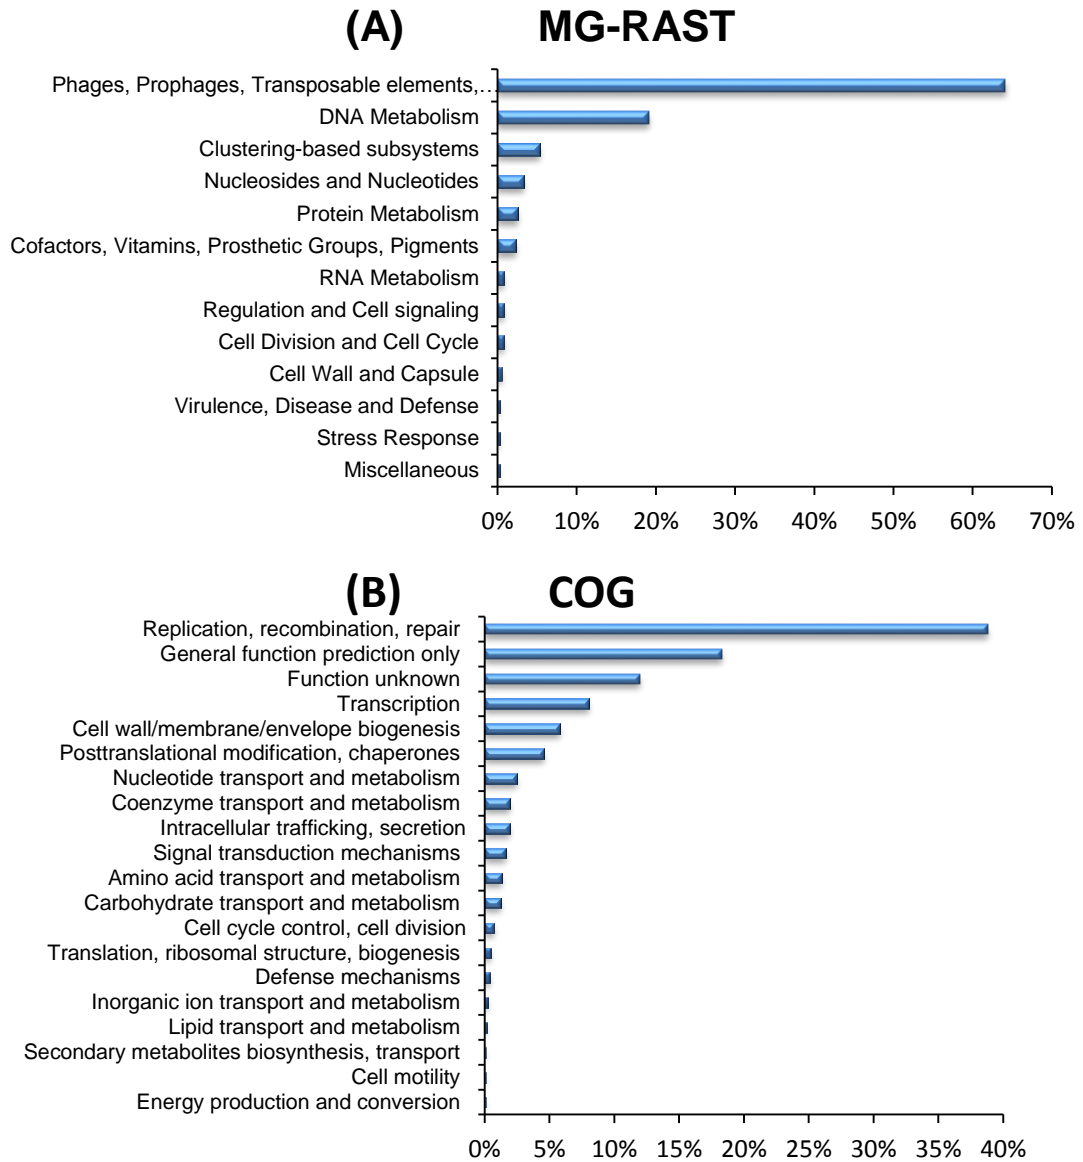 (A) MG-RAST
Phages, Prophages, Transposable elements,…
DNA Metabolism
Clustering-based subsystems
Nucleosides and Nucleotides
Protein Metabolism
Cofactors, Vitamins, Prosthetic Groups, Pigments
RNA Metabolism
Regulation and Cell signaling
Cell Division and Cell Cycle
Cell Wall and Capsule
Virulence, Disease and Defense
Stress Response
Miscellaneous
0% 10% 20% 30% 40% 50% 60% 70%
(B) COG
Replication, recombination, repair
General function prediction only
Function unknown
Transcription
Cell wall/membrane/envelope biogenesis
Posttranslational modification, chaperones
Nucleotide transport and metabolism
Coenzyme transport and metabolism
Intracellular trafficking, secretion
Signal transduction mechanisms
Amino acid transport and metabolism
Carbohydrate transport and metabolism
Cell cycle control, cell division
Translation, ribosomal structure, biogenesis
Defense mechanisms
Inorganic ion transport and metabolism
Lipid transport and metabolism
Secondary metabolites biosynthesis, transport
Cell motility
Energy production and conversion
0% 5% 10% 15% 20% 25% 30% 35% 40%